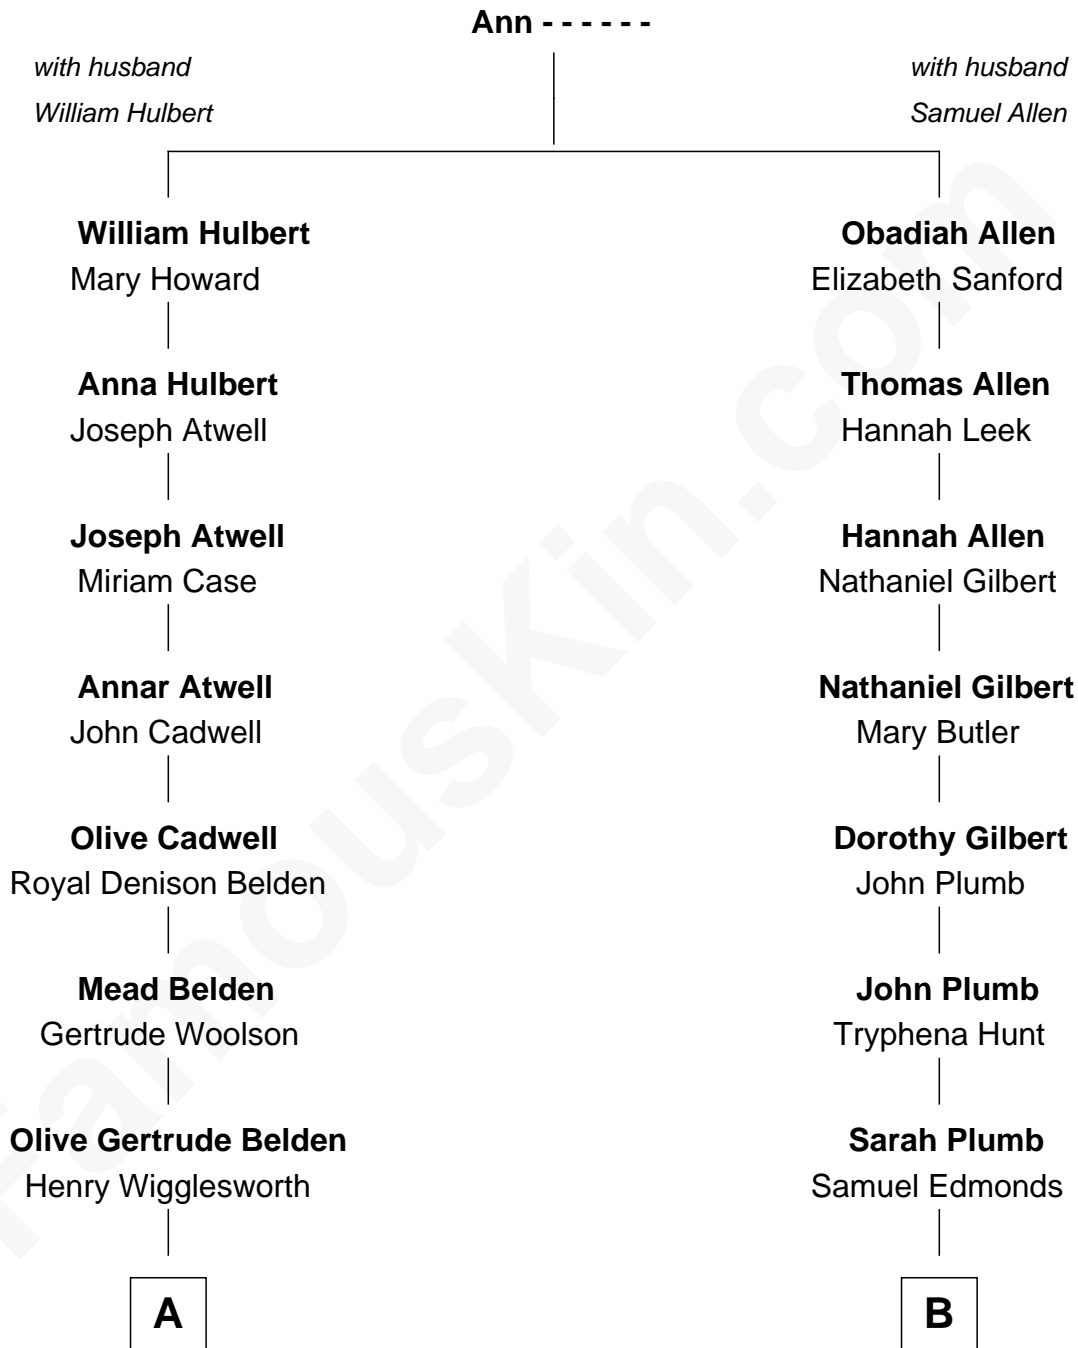 Ann - - - - - -
with husband
William Hulbert
with husband
Samuel Allen
William Hulbert
Mary Howard
Obadiah Allen
Elizabeth Sanford
Anna Hulbert
Joseph Atwell
Thomas Allen
Hannah Leek
Joseph Atwell
Miriam Case
Hannah Allen
Nathaniel Gilbert
Annar Atwell
John Cadwell
Nathaniel Gilbert
Mary Butler
Olive Cadwell
Royal Denison Belden
Dorothy Gilbert
John Plumb
Mead Belden
Gertrude Woolson
John Plumb
Tryphena Hunt
Olive Gertrude Belden
Henry Wigglesworth
Sarah Plumb
Samuel Edmonds
A
B
FamousKin.com